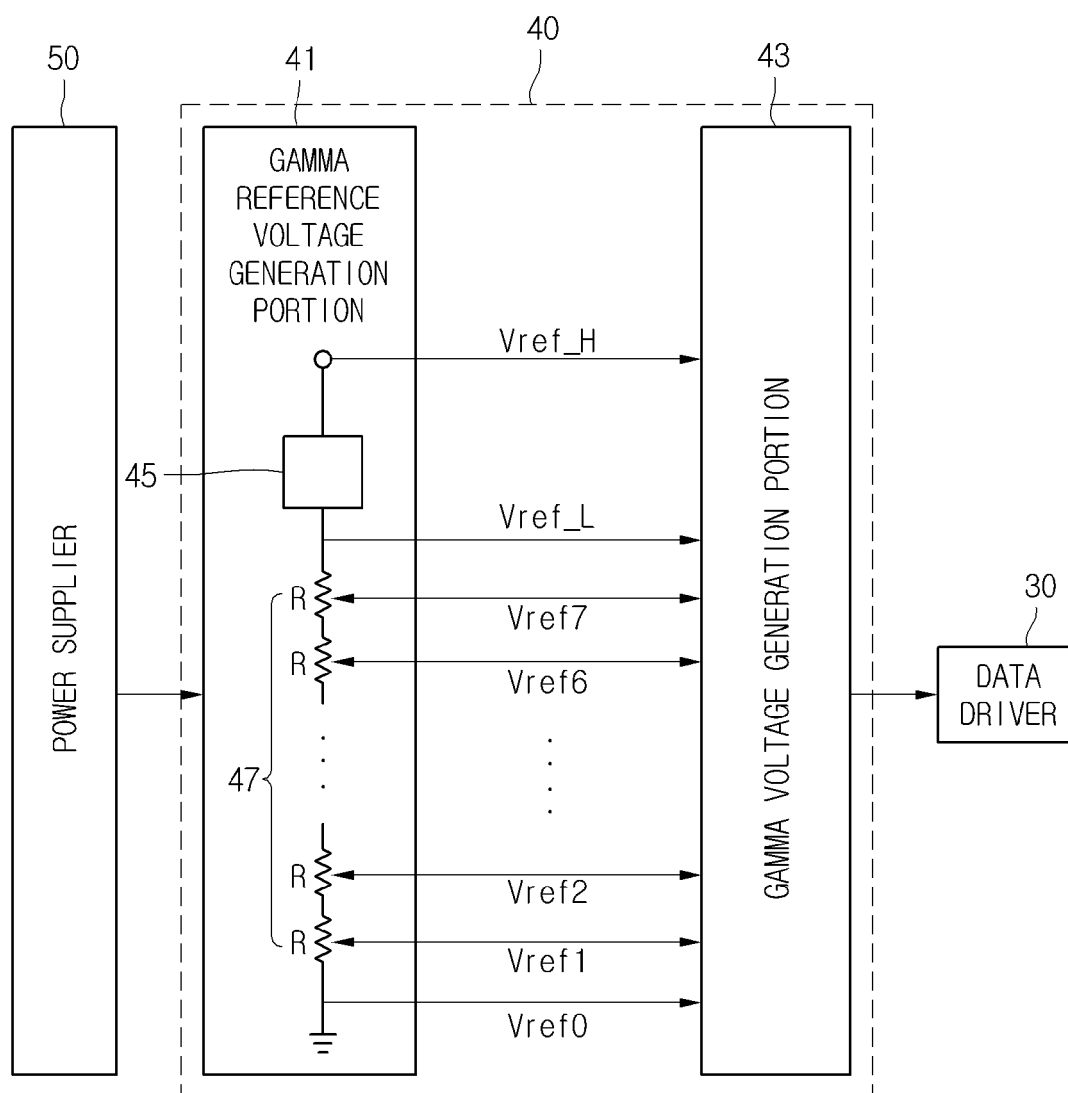 50
41
40
43
GAMMA
REFERENCE
VOLTAGE
GENERATION
PORTION
Vref_H
45
Vref_L
R
Vref7
R
Vref6
47
R
Vref2
R
Vref1
Vref0
POWER SUPPLIER
GAMMA VOLTAGE GENERATION PORTION
30
DATA
DRIVER